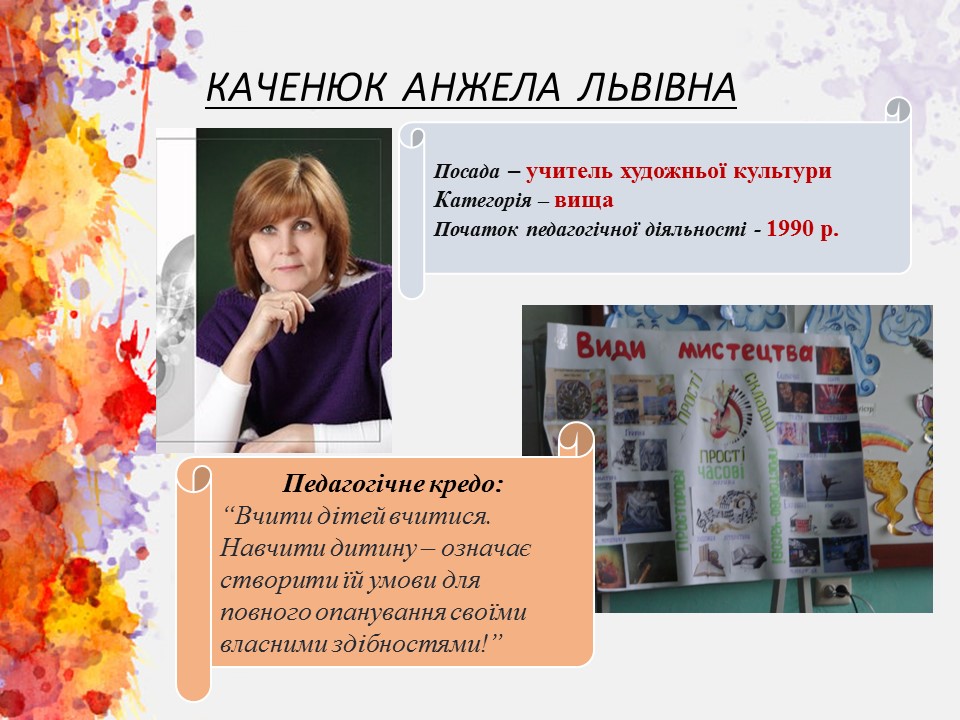 КАЧЕНЮК АНЖЕЛА ЛЬВІВНА
Посада – учитель художньої культури
Категорія – вища
Початок педагогічної діяльності - 1990 р.
Види мистецтва
ПРОСТІ
СКЛАДНІ
ПРОСТІ
ЧАСОВІ
ПРОСТОРОВІ
Педагогічне кредо:
“Вчити дітей вчитися.
Навчити дитину – означає
створити їй умови для
повного опанування своїми
власними здібностями!”